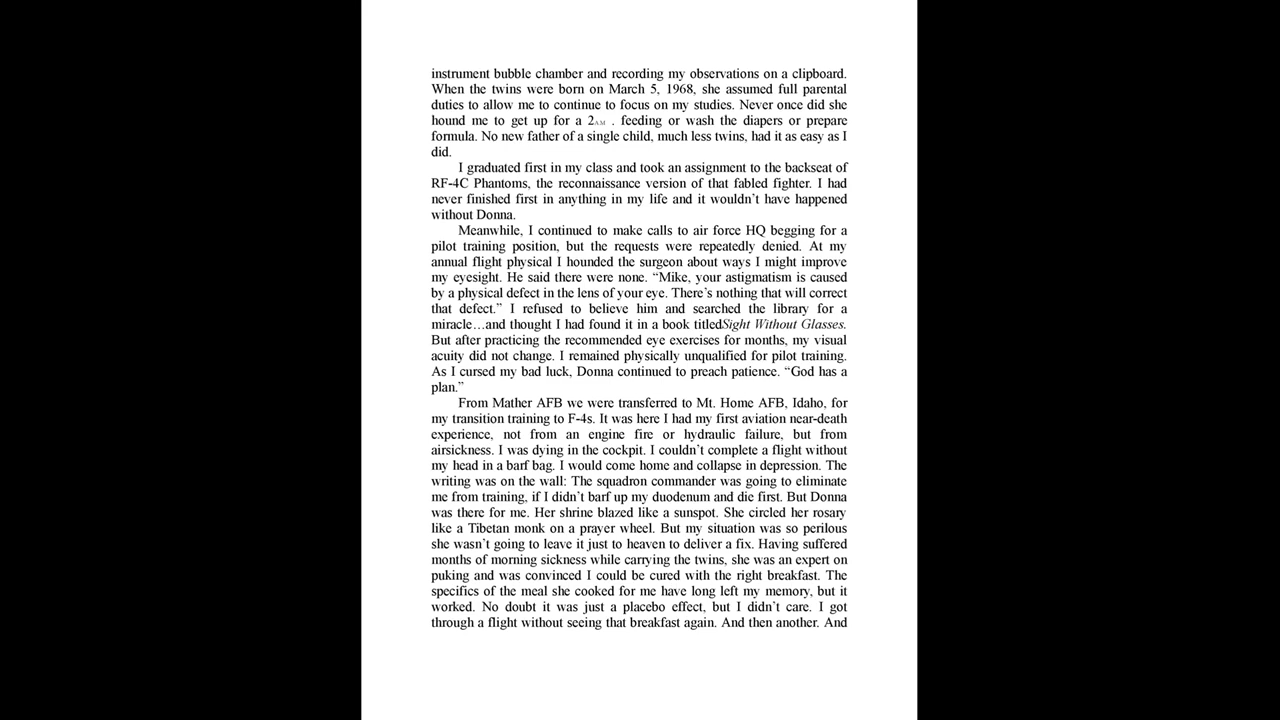 instrument bubble chamber and recording my observations on a clipboard.
When the twins were born on March 5, 1968, she assumed full parental
duties to allow me to continue to focus on my studies. Never once did she
hound me to get up for a 2AM . feeding or wash the diapers or prepare
formula. No new father of a single child, much less twins, had it as easy as I
did.
I graduated first in my class and took an assignment to the backseat of
RF-4C Phantoms, the reconnaissance version of that fabled fighter. I had
never finished first in anything in my life and it wouldn’t have happened
without Donna.
Meanwhile, I continued to make calls to air force HQ begging for a
pilot training position, but the requests were repeatedly denied. At my
annual flight physical I hounded the surgeon about ways I might improve
my eyesight. He said there were none. “Mike, your astigmatism is caused
by a physical defect in the lens of your eye. There’s nothing that will correct
that defect.” I refused to believe him and searched the library for a
miracle…and thought I had found it in a book titledSight Without Glasses.
But after practicing the recommended eye exercises for months, my visual
acuity did not change. I remained physically unqualified for pilot training.
As I cursed my bad luck, Donna continued to preach patience. “God has a
plan.”
From Mather AFB we were transferred to Mt. Home AFB, Idaho, for
my transition training to F-4s. It was here I had my first aviation near-death
experience, not from an engine fire or hydraulic failure, but from
airsickness. I was dying in the cockpit. I couldn’t complete a flight without
my head in a barf bag. I would come home and collapse in depression. The
writing was on the wall: The squadron commander was going to eliminate
me from training, if I didn’t barf up my duodenum and die first. But Donna
was there for me. Her shrine blazed like a sunspot. She circled her rosary
like a Tibetan monk on a prayer wheel. But my situation was so perilous
she wasn’t going to leave it just to heaven to deliver a fix. Having suffered
months of morning sickness while carrying the twins, she was an expert on
puking and was convinced I could be cured with the right breakfast. The
specifics of the meal she cooked for me have long left my memory, but it
worked. No doubt it was just a placebo effect, but I didn’t care. I got
through a flight without seeing that breakfast again. And then another. And